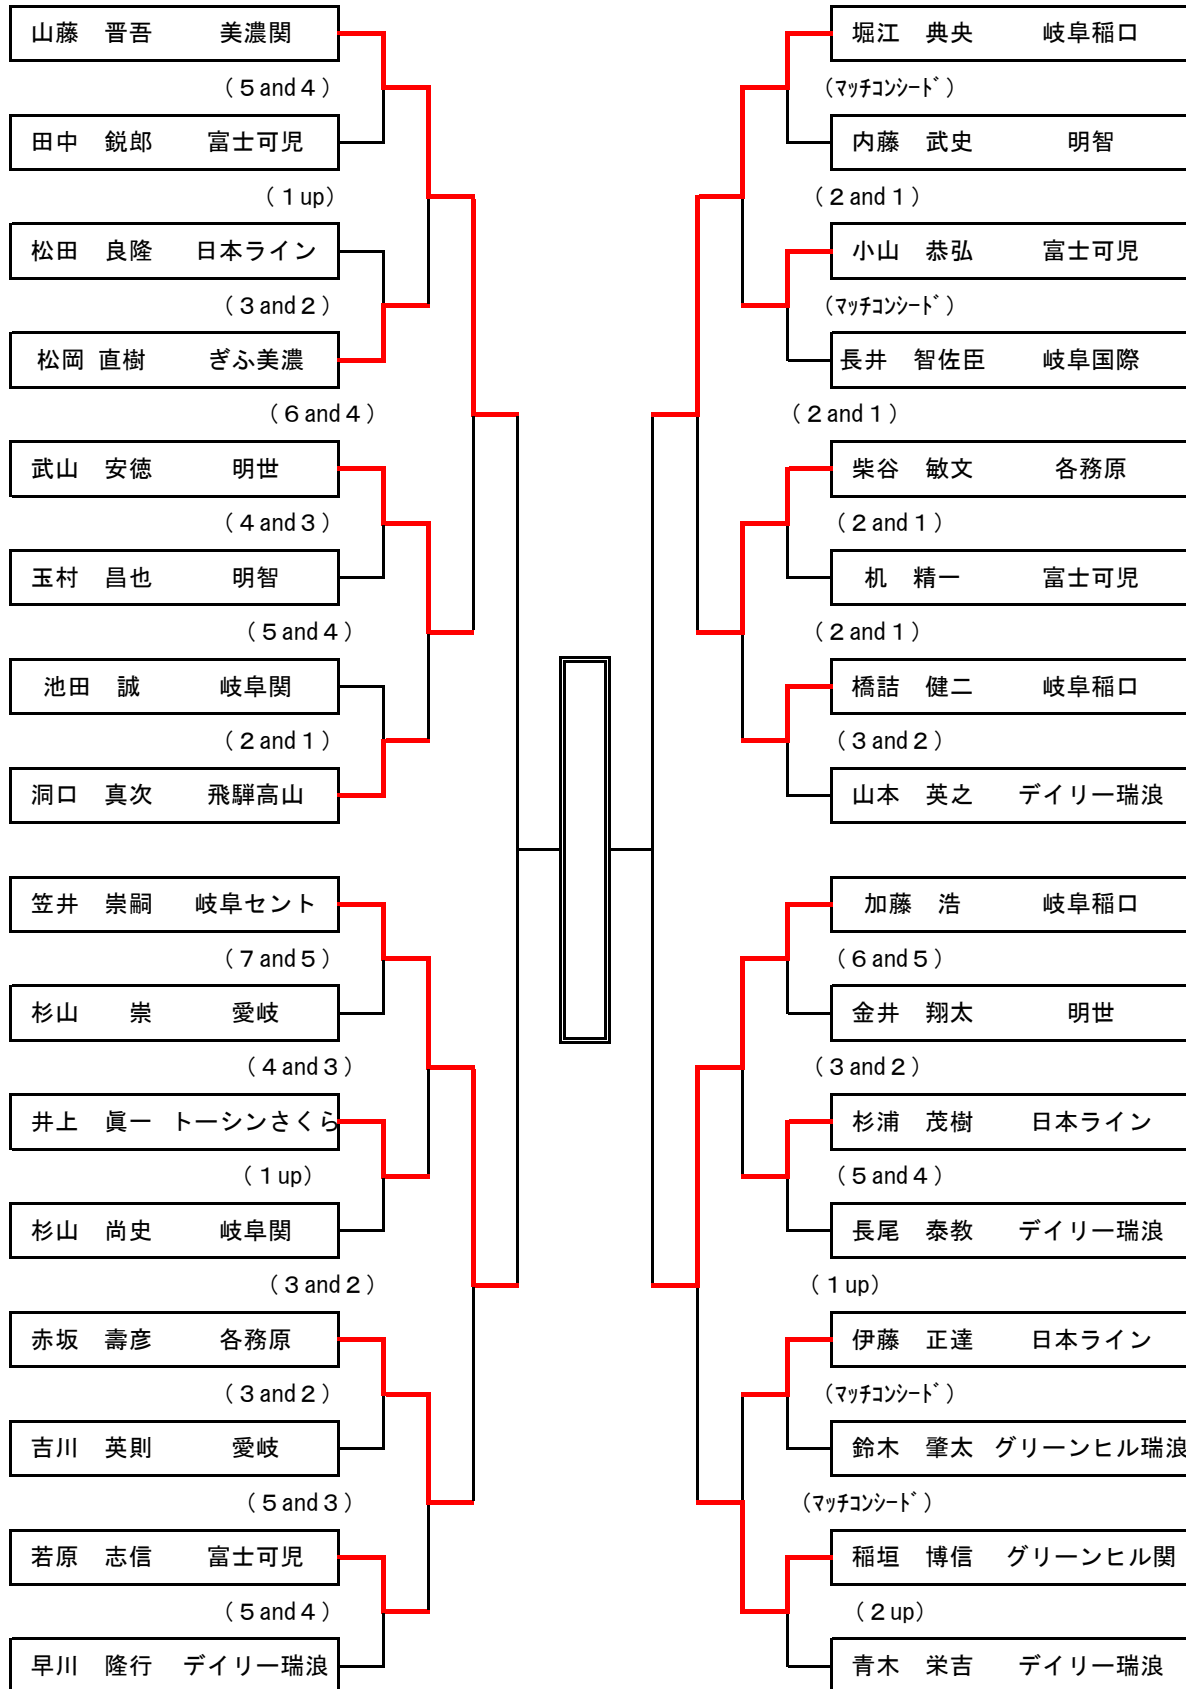 山藤　晋吾　美濃関
（５and４）
田中　鋭郎　富士可児
（１up）
松田　良隆　日本ライン
（３and２）
松岡 直樹　ぎふ美濃
（６and４）
武山　安徳　明世
（４and３）
玉村　昌也　明智
（５and４）
池田　誠　岐阜関
（２and１）
洞口　真次　飛騨高山
笠井　崇嗣　岐阜セント
（７and５）
杉山　崇　愛岐
（４and３）
井上　眞一　トーシンさくら
（１up）
杉山　尚史　岐阜関
（３and２）
赤坂　壽彦　各務原
（３and２）
吉川　英則　愛岐
（５and３）
若原　志信　富士可児
（５and４）
早川　隆行　デイリー瑞浪
堀江　典央　岐阜稲口
（ﾏｯﾁｺﾝｼｰﾄﾞ）
内藤　武史　明智
（２and１）
小山　恭弘　富士可児
（ﾏｯﾁｺﾝｼｰﾄﾞ）
長井　智佐臣　岐阜国際
（２and１）
柴谷　敏文　各務原
（２and１）
机　精一　富士可児
（２and１）
橋詰　健二　岐阜稲口
（３and２）
山本　英之　デイリー瑞浪
加藤　浩　岐阜稲口
（６and５）
金井　翔太　明世
（３and２）
杉浦　茂樹　日本ライン
（５and４）
長尾　泰教　デイリー瑞浪
（１up）
伊藤　正達　日本ライン
（ﾏｯﾁｺﾝｼｰﾄﾞ）
鈴木　肇太　グリーンヒル瑞浪
（ﾏｯﾁｺﾝｼｰﾄﾞ）
稲垣　博信　グリーンヒル関
（２up）
青木　栄吉　デイリー瑞浪